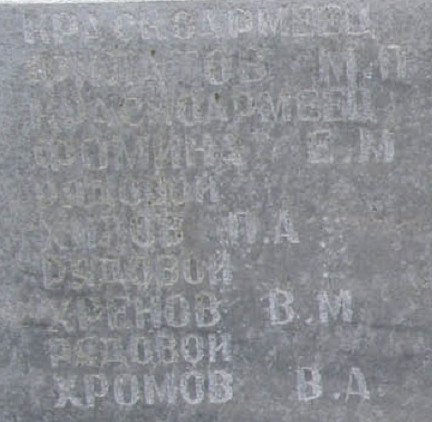 КРАСНОАРМЕЕЦ
М.П
КРАСНОАРМЕЕЦ
ФОМИНА Е.М
РЯДОВОЙ
П.А
РЯДОВОЙ
ХРЕНОВ В.М
РЯДОВОЙ
ХРОМОВ В.А